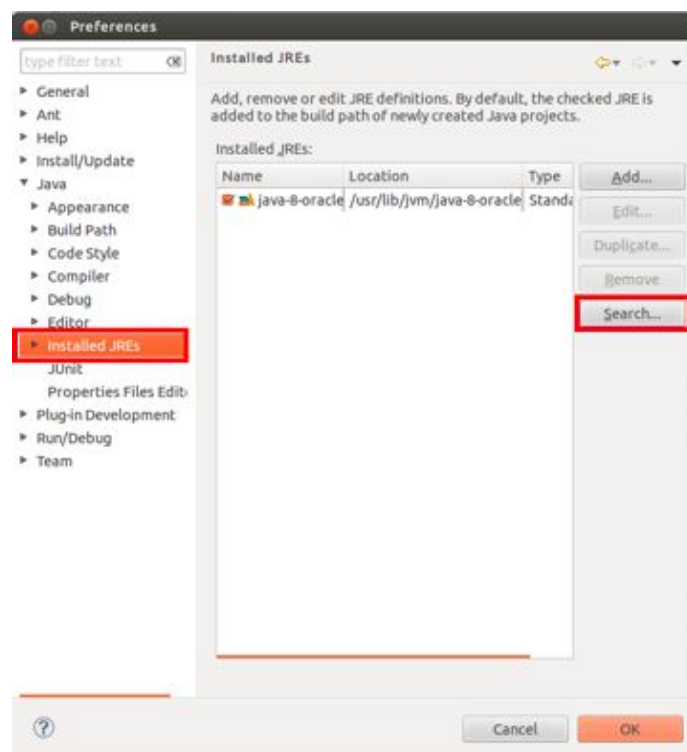 Preferences
type filter text
Installed JREs
General
Ant
Help
Install/Update
Java
Appearance
Build Path
Code Style
Compiler
Debug
Editor
Installed JREs
JUnit
Properties Files Edit
Plug-in Development
Run/Debug
Team
Add, remove or edit JRE definitions. By default, the checked JRE is
added to the build path of newly created Java projects.
Installed JREs:
Name Location Type
java-8-oracle /usr/lib/jvm/java-8-oracle Standa
Add...
Edit...
Duplicate...
Remove
Search...
Cancel OK